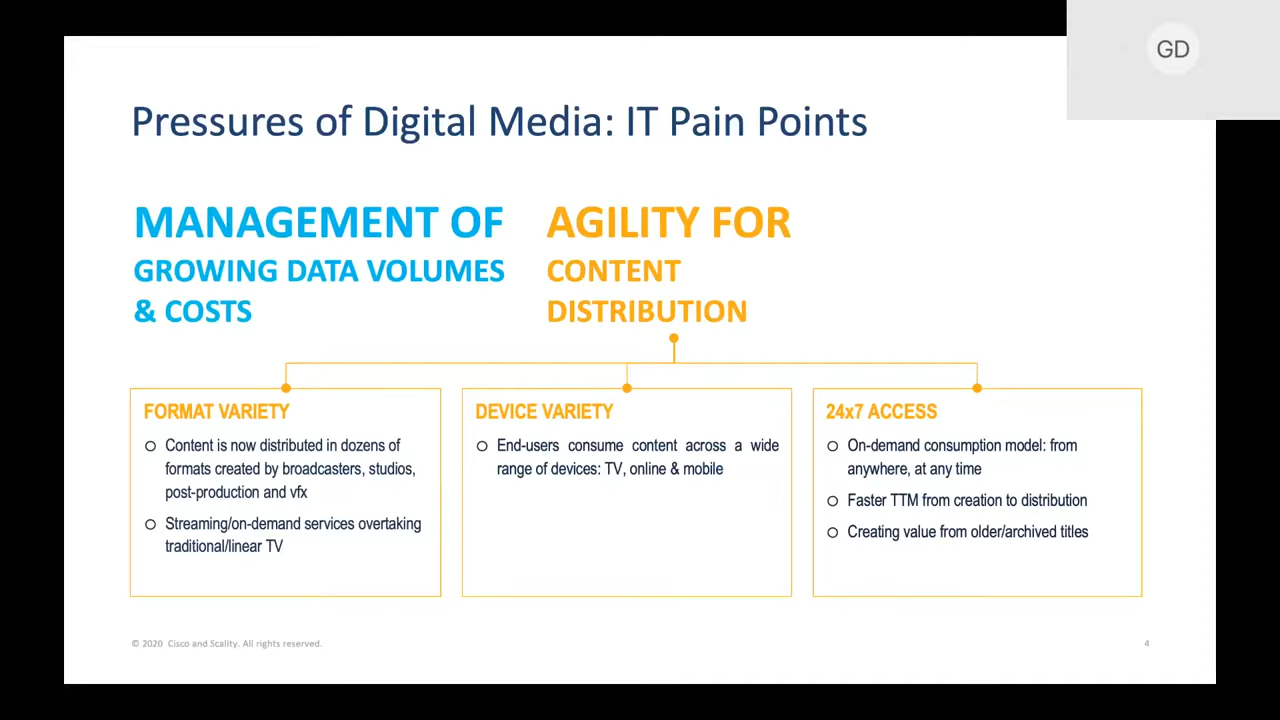 GD
Pressures of Digital Media: IT Pain Points
MANAGEMENT OF
GROWING DATA VOLUMES
& COSTS
AGILITY FOR
CONTENT
DISTRIBUTION
FORMAT VARIETY
Content is now distributed in dozens of
formats created by broadcasters, studios,
post-production and vfx
Streaming/on-demand services overtaking
traditional/linear TV
DEVICE VARIETY
End-users consume content across a wide
range of devices: TV, online & mobile
24x7 ACCESS
On-demand consumption model: from
anywhere, at any time
Faster TTM from creation to distribution
Creating value from older/archived titles
© 2020 Cisco and Scality. All rights reserved.
4